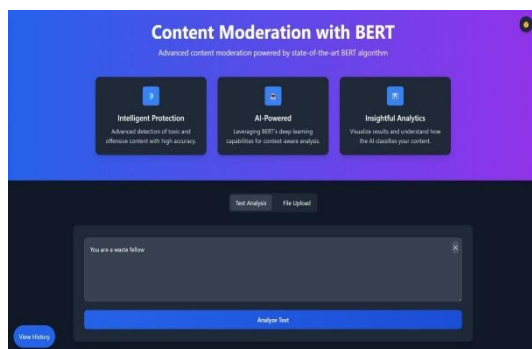 Content Moderation with BERT
Advanced content moderation powered by state-of-the-art BERT algorithm
Intelligent Protection
Advanced detection of toxic and
offensive content with high accuracy.
AI-Powered
Leveraging BERT's deep learning
capabilities for context-aware analysis.
Insightful Analytics
Visualize results and understand how
the AI classifies your content.
Text Analysis
File Upload
You are a waste fellow
Analyze Text
View History